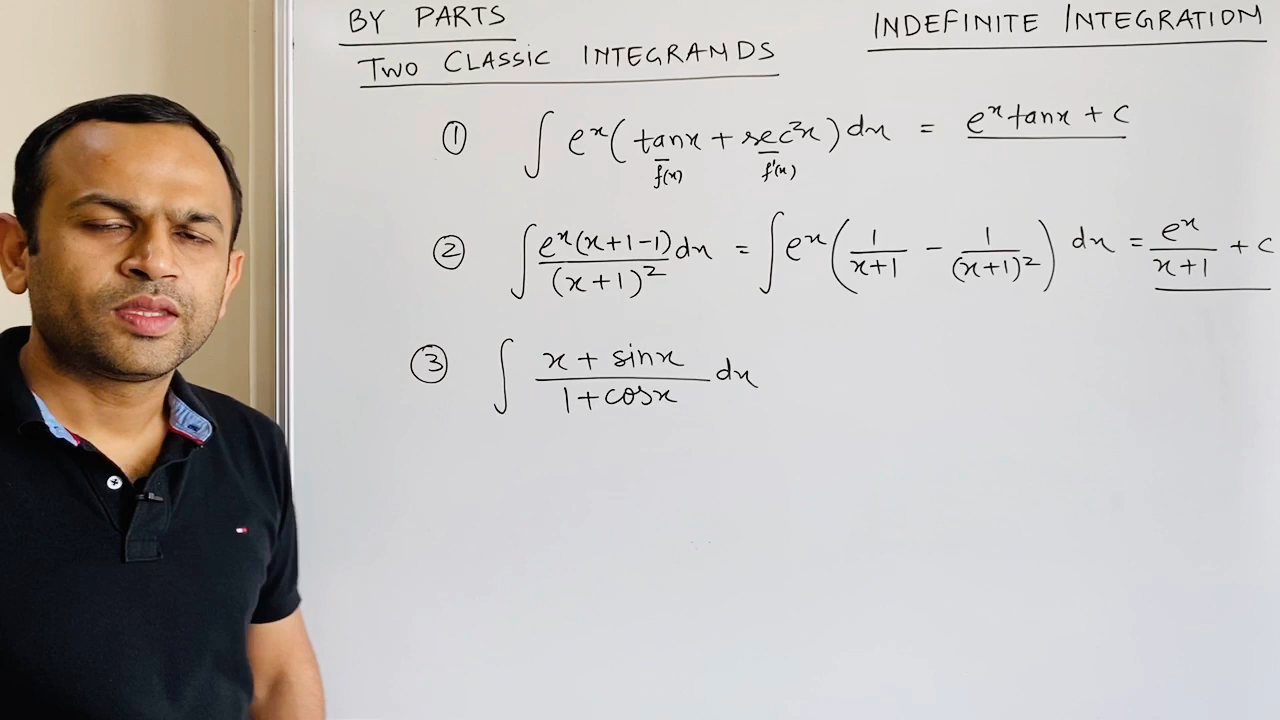 BY PARTS
INDEFINITE INTEGRATION
TWO CLASSIC INTEGRANDS
① ∫ eˣ(tanx + sec²x) dx = eˣ tanx + c
f(x) f'(x)
② ∫ eˣ(x+1-1)/(x+1)² dx = ∫ eˣ(1/(x+1) - 1/(x+1)²) dx = eˣ/(x+1) + c
③ ∫ (x + sinx)/(1+cosx) dx